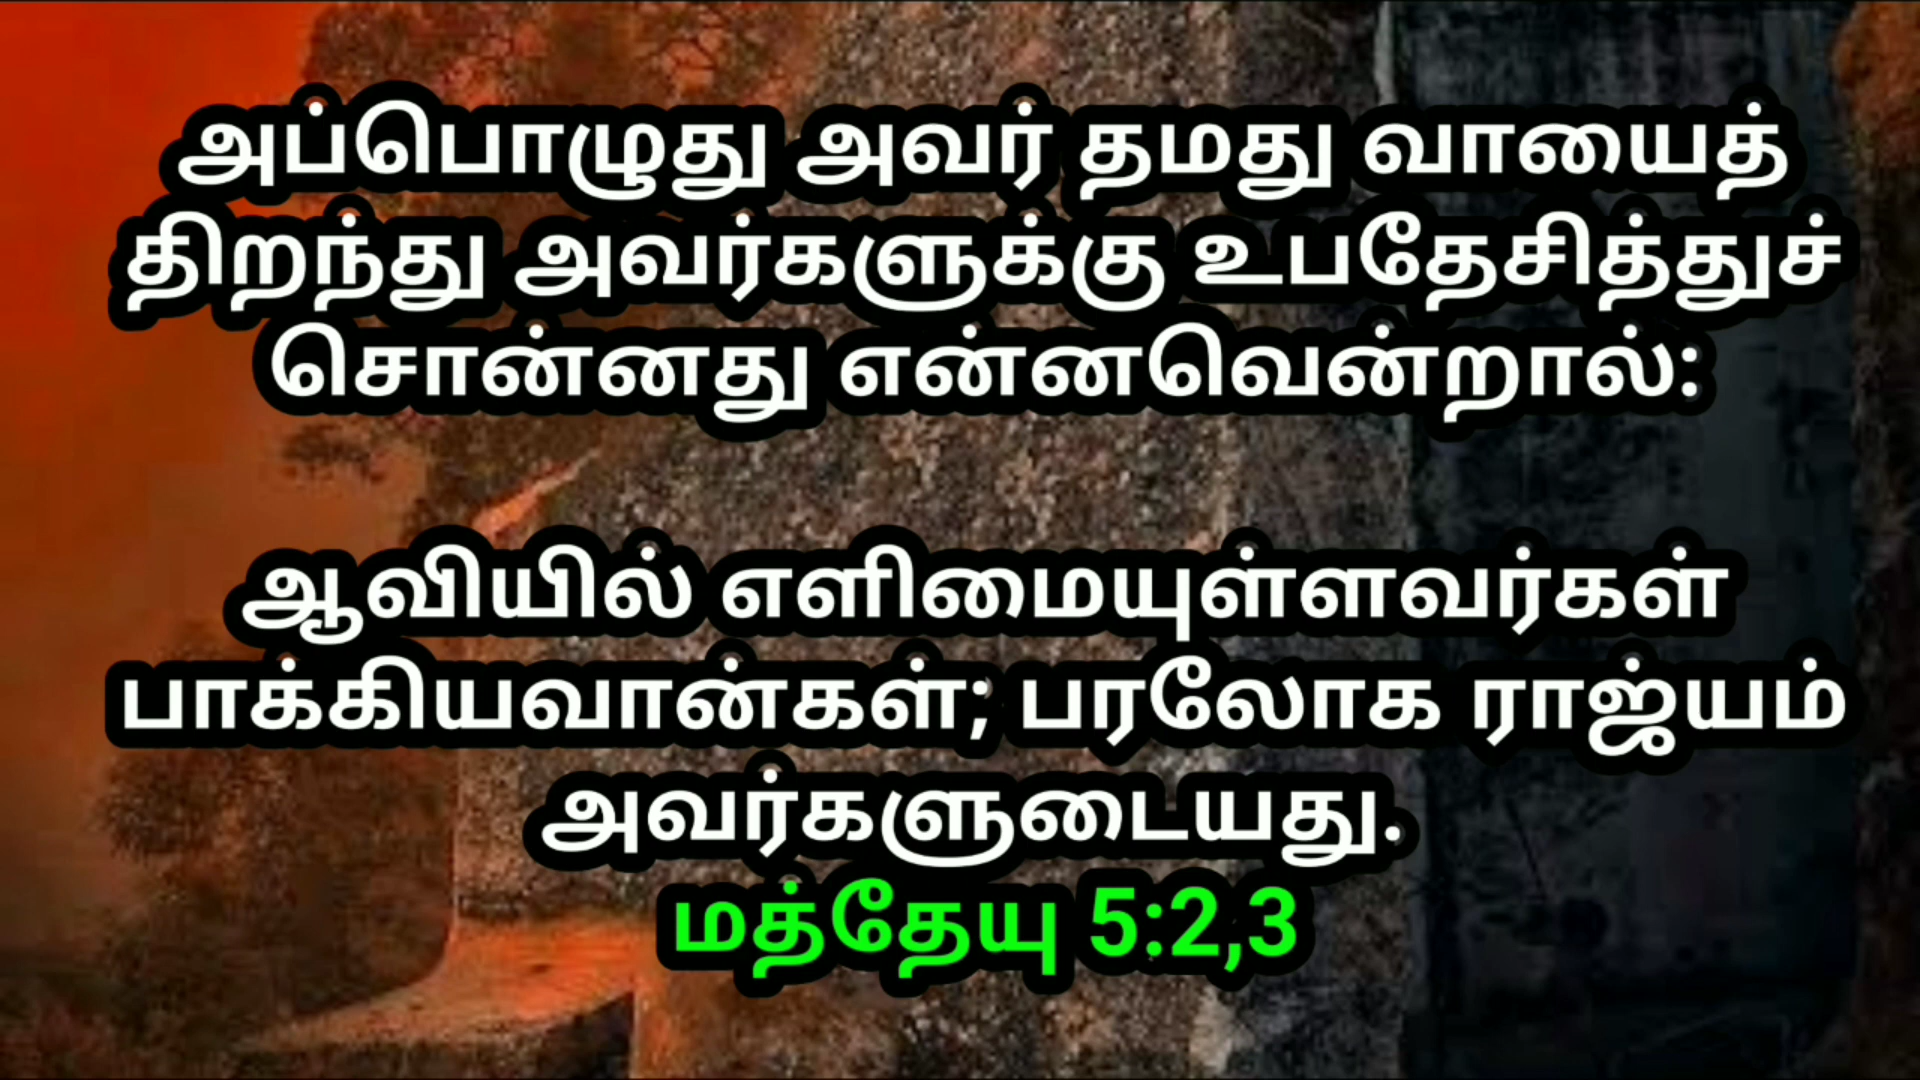 அப்பொழுது அவர் தமது வாயைத்
திறந்து அவர்களுக்கு உபதேசித்துச்
சொன்னது என்னவென்றால்:
ஆவியில் எளிமையுள்ளவர்கள்
பாக்கியவான்கள்; பரலோக ராஜ்யம்
அவர்களுடையது.
மத்தேயு 5:2,3